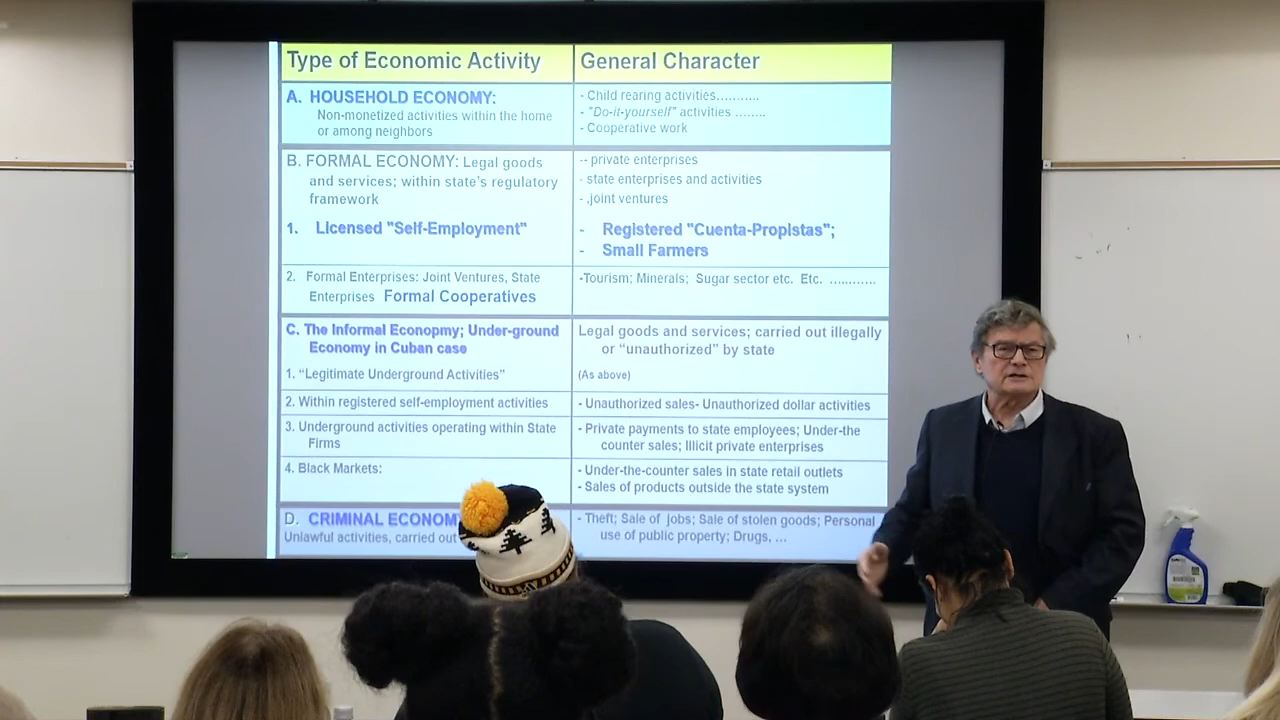 Type of Economic Activity
General Character
A. HOUSEHOLD ECONOMY:
Non-monetized activities within the home
or among neighbors
- Child rearing activities..........
- "Do-it-yourself" activities ........
- Cooperative work
B. FORMAL ECONOMY: Legal goods
and services; within state's regulatory
framework
-- private enterprises
- state enterprises and activities
- .joint ventures
1. Licensed "Self-Employment"
- Registered "Cuenta-Propistas";
- Small Farmers
2. Formal Enterprises: Joint Ventures, State
Enterprises Formal Cooperatives
-Tourism; Minerals; Sugar sector etc. Etc. ...........
C. The Informal Econopmy; Under-ground
Economy in Cuban case
Legal goods and services; carried out illegally
or "unauthorized" by state
1. "Legitimate Underground Activities"
(As above)
2. Within registered self-employment activities
- Unauthorized sales- Unauthorized dollar activities
3. Underground activities operating within State
Firms
- Private payments to state employees; Under-the
counter sales; Illicit private enterprises
4. Black Markets:
- Under-the-counter sales in state retail outlets
- Sales of products outside the state system
D. CRIMINAL ECONOM
Unlawful activities, carried out
- Theft; Sale of jobs; Sale of stolen goods; Personal
use of public property; Drugs, ...